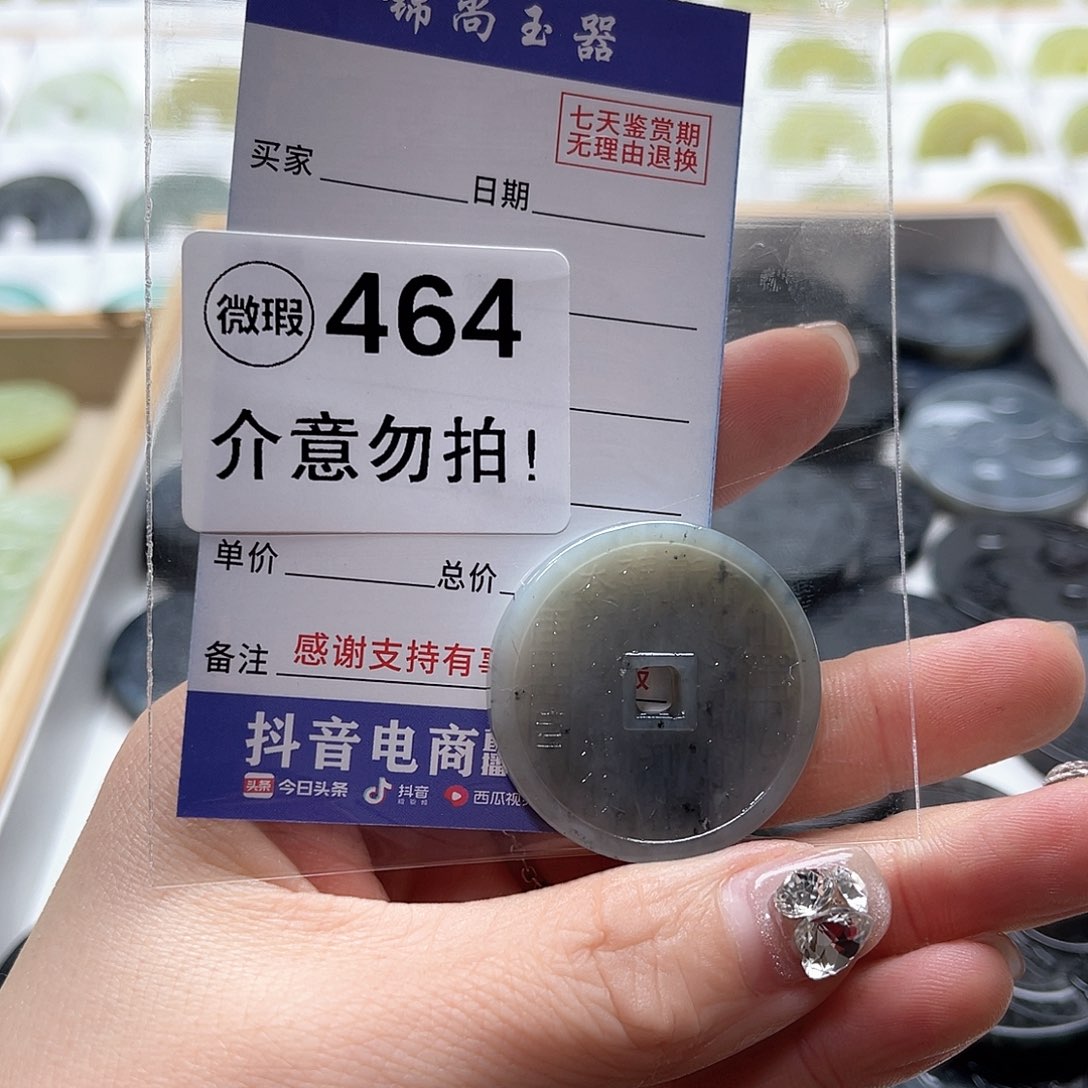 锦尚玉器
七天鉴赏期
无理由退换
买家
日期
微瑕 464
介意勿拍!
单价
总价
备注
感谢支持有
抖音电商
头条 今日头条
抖音
西瓜视